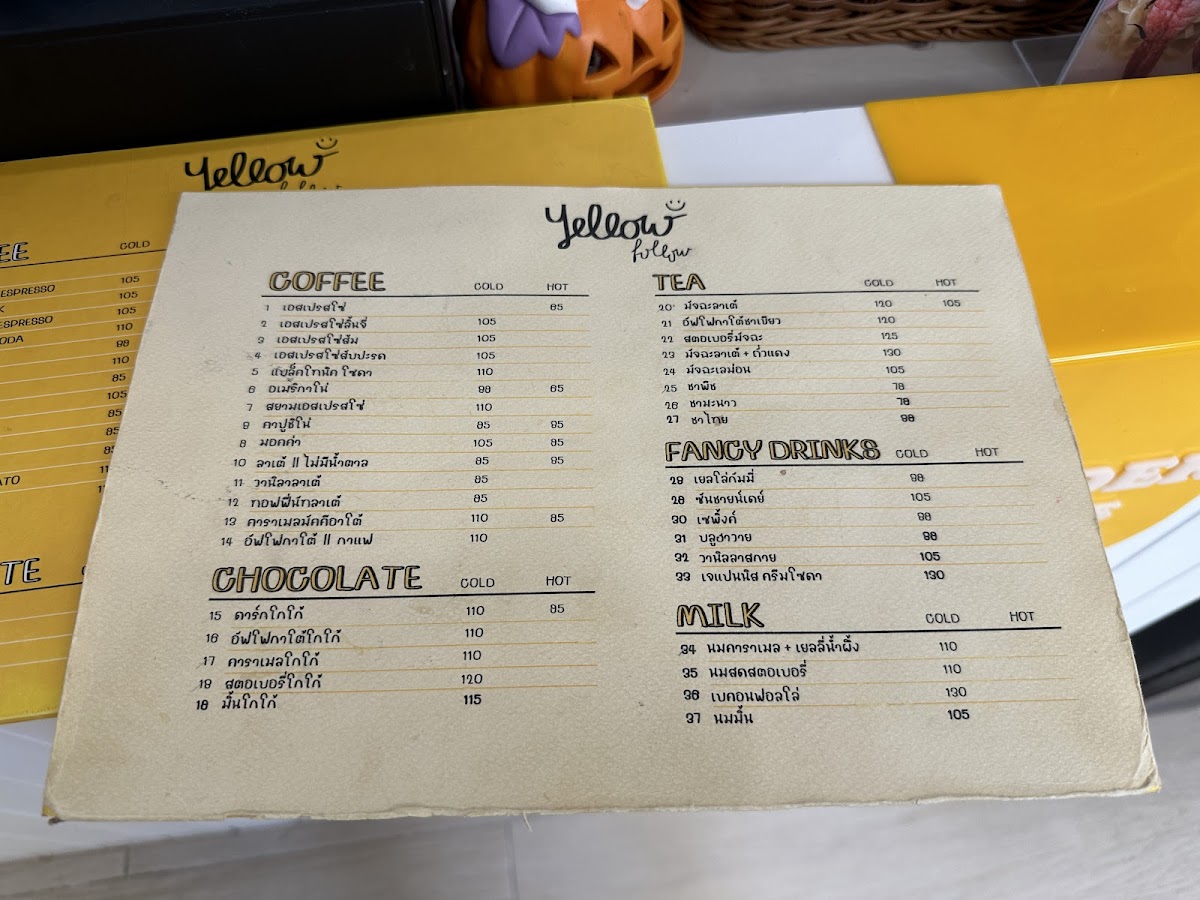 Yellow
COLD
ESPRESSO 105
105
ESPRESSO 105
110
98
110
85
105
85
85
Yellow
follow
COFFEE COLD HOT
1 เอสเปรสโซ่ 85
2 เอสเปรสโซ่ลิ้นจี่ 105
3 เอสเปรสโซ่ส้ม 105
4 เอสเปรสโซ่สับปะรด 105
5 แบล็คโทนิค โซดา 110
6 อเมริกาโน่ 98 85
7 สยามเอสเปรสโซ่ 110
9 คาปูชิโน่ 85 95
8 มอคค่า 105 85
10 ลาเต้ || ไม่มีน้ำตาล 85 95
11 วานิลาลาเต้ 85
12 ทอฟฟี่นัทลาเต้ 85
13 คาราเมลมัคคิอาโต้ 110 85
14 อัฟโฟกาโต้ || กาแฟ 110
CHOCOLATE COLD HOT
15 ดาร์กโกโก้ 110 85
16 อัฟโฟกาโต้โกโก้ 110
17 คาราเมลโกโก้ 110
19 สตอเบอรี่โกโก้ 120
18 มิ้นโกโก้ 115
TEA COLD HOT
20 มัจฉะลาเต้ 120 105
21 อัฟโฟกาโต้ชาเขียว 120
22 สตอเบอรี่มัจฉะ 125
23 มัจฉะลาเต้ + ถั่วแดง 130
24 มัจฉะเลม่อน 105
25 ชาพีช 78
26 ชามะนาว 78
27 ชาไทย 98
FANCY DRINKS COLD HOT
29 เยลโล่กัมมี่ 98
28 ซันชายน์เดย์ 105
30 เซพิ้งค์ 98
31 บลูฮาวาย 98
32 วานิลลาสกาย 105
33 เจแปนนิส ครีมโซดา 130
MILK COLD HOT
34 นมคาราเมล + เยลลี่น้ำผึ้ง 110
35 นมสดสตอเบอรี่ 110
36 เบคอนฟอลโล่ 130
37 นมมิ้น 105